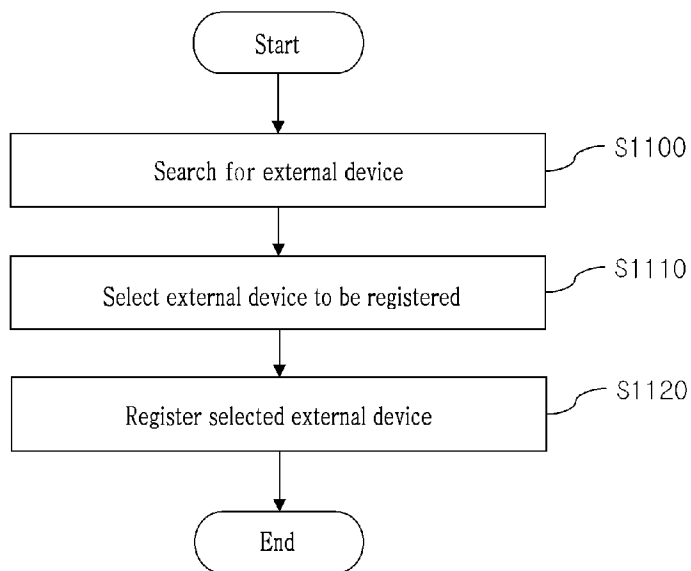 Start
Search for external device
S1100
Select external device to be registered
S1110
Register selected external device
S1120
End